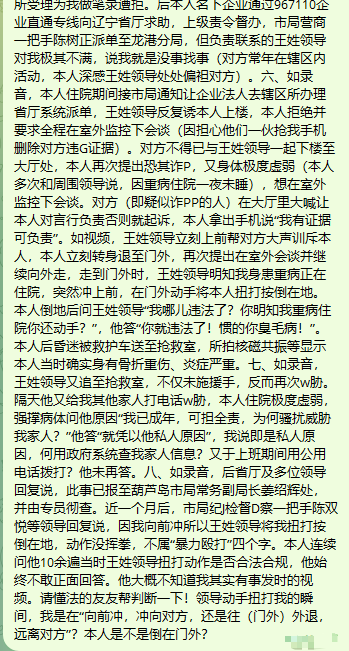 所受理为我做笔录遭拒。后本人名下企业通过967110企
业直通专线向辽宁省厅求助，上级责令督办，市局营商
一把手陈树正派单至龙港分局，但负责联系的王姓领导
对我极其不满，说我就是没事找事（对方常年在辖区内
活动，本人深感王姓领导处处偏袒对方）。六、如录
音，本人住院期接市局通知让企业法人去辖区所办理
省厅系统派单，王姓领导反复诱本人上楼，本人拒绝并
要求全程在室外监控下会谈（因担心他们一伙抢我手机
删除对方违G证据）。对方不得已与王姓领导一起下楼至
大厅处，本人再次提出恐其诈P，又身体极度虚弱（本人
多次和周围领导说，因重病住院一夜未睡），想在室外
监控下会谈。对方（即疑似诈PP的人）在大厅里大喊让
本人对言行负责否则就起诉，本人拿出手机说“我有证据
可负责”。如视频，王姓领导立刻上前帮对方大声训斥本
人，本人立刻转身退至门外，再次提出在室外会谈并继
续向外走，走到门外时，王姓领导明知我身患重病正在
住院，突然冲上前，在门外动手将本人扭打按倒在地。
本人倒地后问王姓领导“我哪儿违法了？你明知我重病住
院你还动手？”，他答“你就违法了！惯的你臭毛病！”。
本人后昏迷被救护车送至抢救室，所拍核磁共振等显示
本人当时确实身有骨折重伤、炎症严重。七、如录音，
王姓领导又追至抢救室，不仅未施援手，反而再次w胁。
隔天他又给我其他家人打电话w胁，本人住院极度虚弱，
强撑病体问他原因“我已成年，可担全责，为何骚扰威胁
我家人？”他答“就凭以他私人原因”，我说即是私人原
因，何用政府系统查我家人信息？又于上班期间用公用
电话拨打？他未再答。八、如录音，后省厅及多位领导
回复说，此事已报至葫芦岛市局常务副局长姜绍辉处，
并由专员彻查。近一个月后，市局纪j检督D察一把手陈双
悦等领导回复说，因我向前冲所以王姓领导将我扭打按
倒在地，动作没挥拳，不属“暴力殴打”四个字。本人连续
问他10余遍当时王姓领导扭打动作是否合法合规，他始
终不敢正面回答。他大概不知道我其实有事发时的视
频。请懂法的友友帮判断一下！领导动手扭打我的瞬
间，我是在“向前冲，冲向对方，还是往（门外）外退，
远离对方”？本人是不是倒在门外？